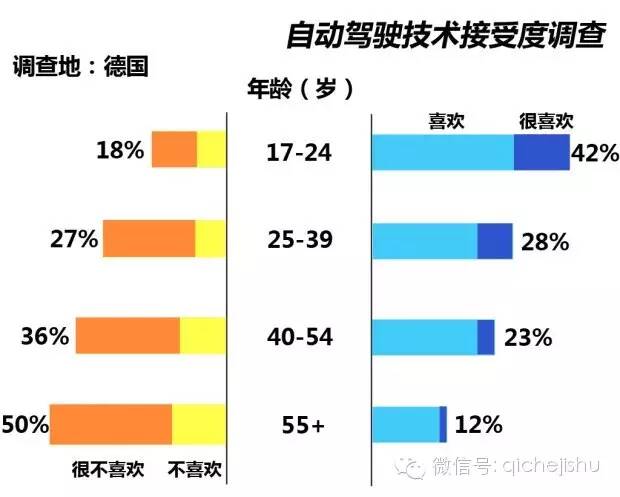 自动驾驶技术接受度调查
调查地：德国
年龄（岁）
喜欢 很喜欢
18% 17-24 42%
27% 25-39 28%
36% 40-54 23%
50% 55+ 12%
很不喜欢 不喜欢
微信号: qichejishu